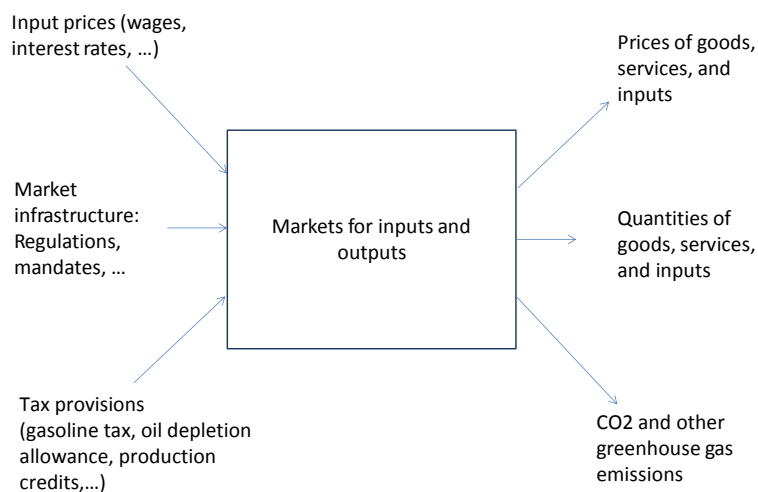 Input prices (wages,
interest rates, …)
Prices of goods,
services, and
inputs
Market
infrastructure:
Regulations,
mandates, …
Markets for inputs and
outputs
Quantities of
goods, services,
and inputs
Tax provisions
(gasoline tax, oil depletion
allowance, production
credits,…)
CO2 and other
greenhouse gas
emissions